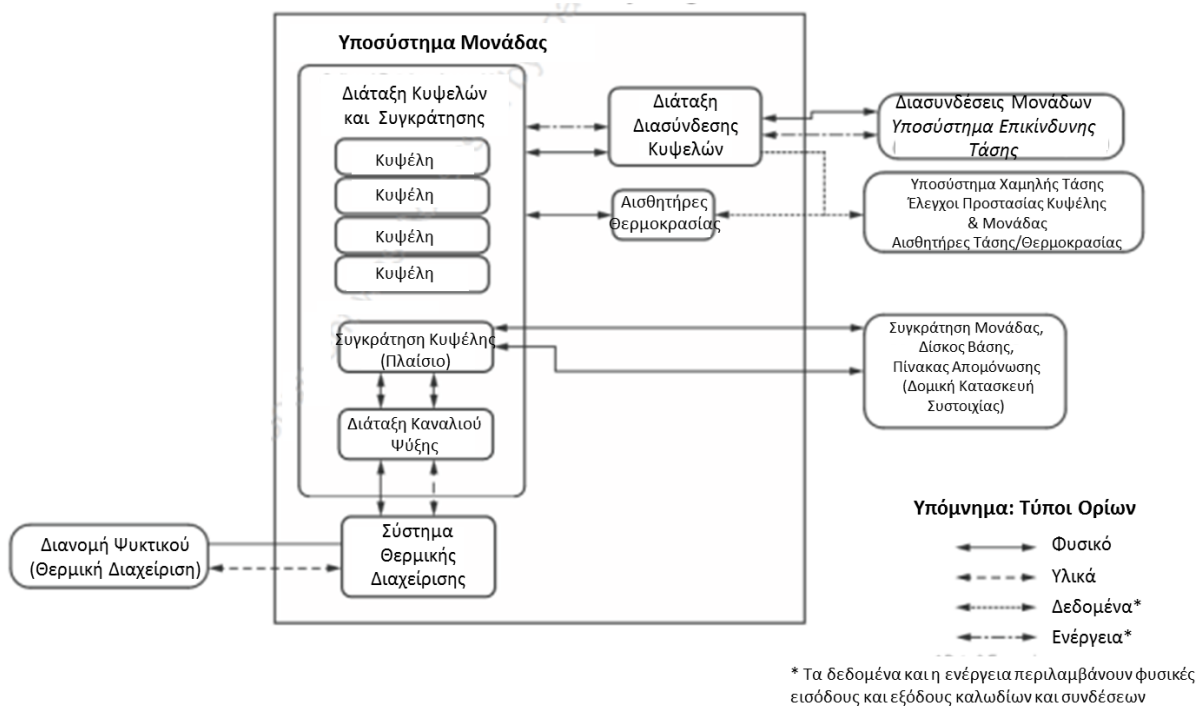 Υποσύστημα Μονάδας
Διάταξη Κυψελών
και Συγκράτησης
Κυψέλη
Κυψέλη
Κυψέλη
Κυψέλη
Συγκράτηση Κυψέλης
(Πλαίσιο)
Διάταξη Καναλιού
Ψύξης
Σύστημα
Θερμικής
Διαχείρισης
Διανομή Ψυκτικού
(Θερμική Διαχείριση)
Διάταξη
Διασύνδεσης
Κυψελών
Αισθητήρες
Θερμοκρασίας
Διασυνδέσεις Μονάδων
Υποσύστημα Επικίνδυνης
Τάσης
Υποσύστημα Χαμηλής Τάσης
Έλεγχοι Προστασίας Κυψέλης
& Μονάδας
Αισθητήρες Τάσης/Θερμοκρασίας
Συγκράτηση Μονάδας,
Δίσκος Βάσης,
Πίνακας Απομόνωσης
(Δομική Κατασκευή
Συστοιχίας)
Υπόμνημα: Τύποι Ορίων
Φυσικό
Υλικά
Δεδομένα*
Ενέργεια*
* Τα δεδομένα και η ενέργεια περιλαμβάνουν φυσικές
εισόδους και εξόδους καλωδίων και συνδέσεων